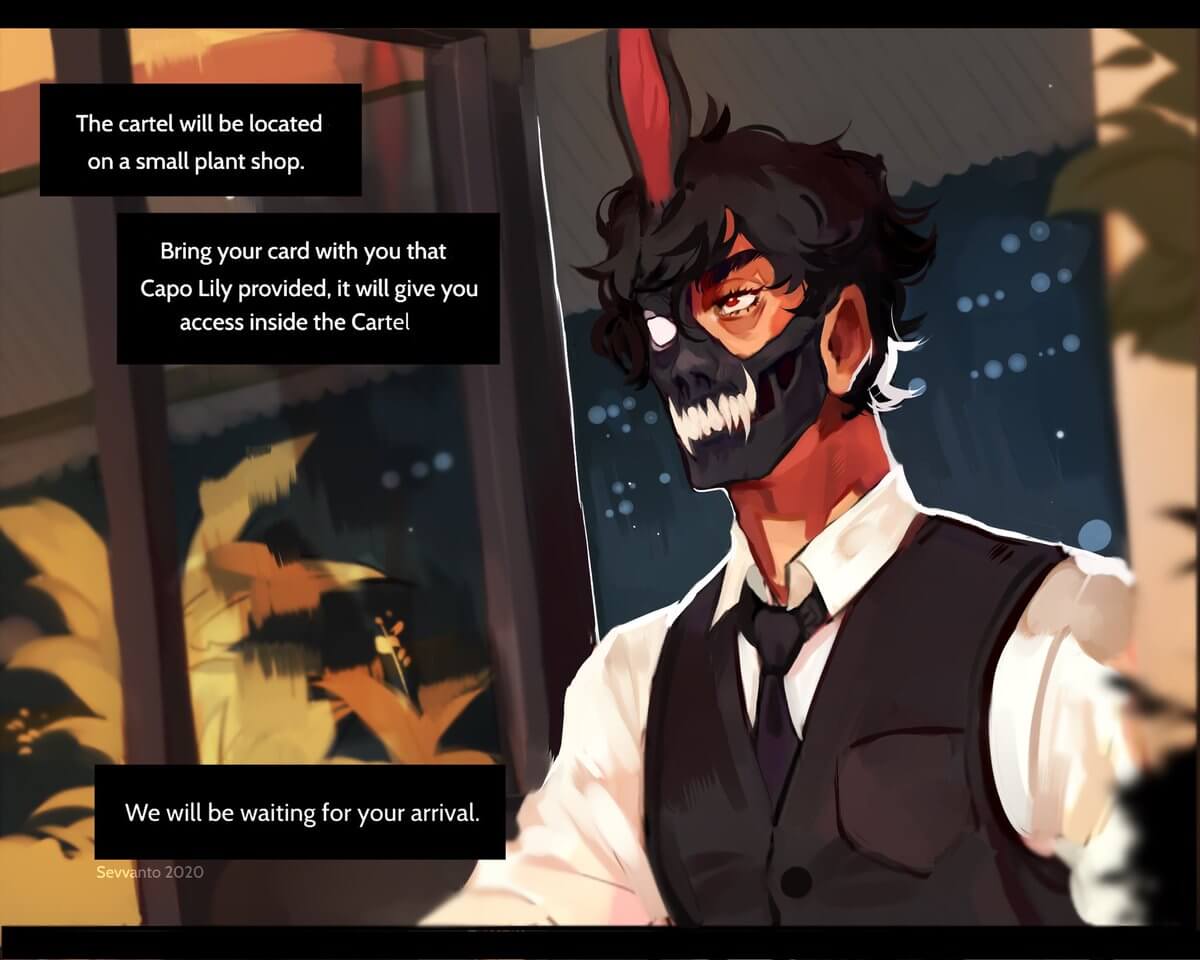 The cartel will be located
on a small plant shop.
Bring your card with you that
Capo Lily provided, it will give you
access inside the Cartel
We will be waiting for your arrival.
Sevvanto 2020